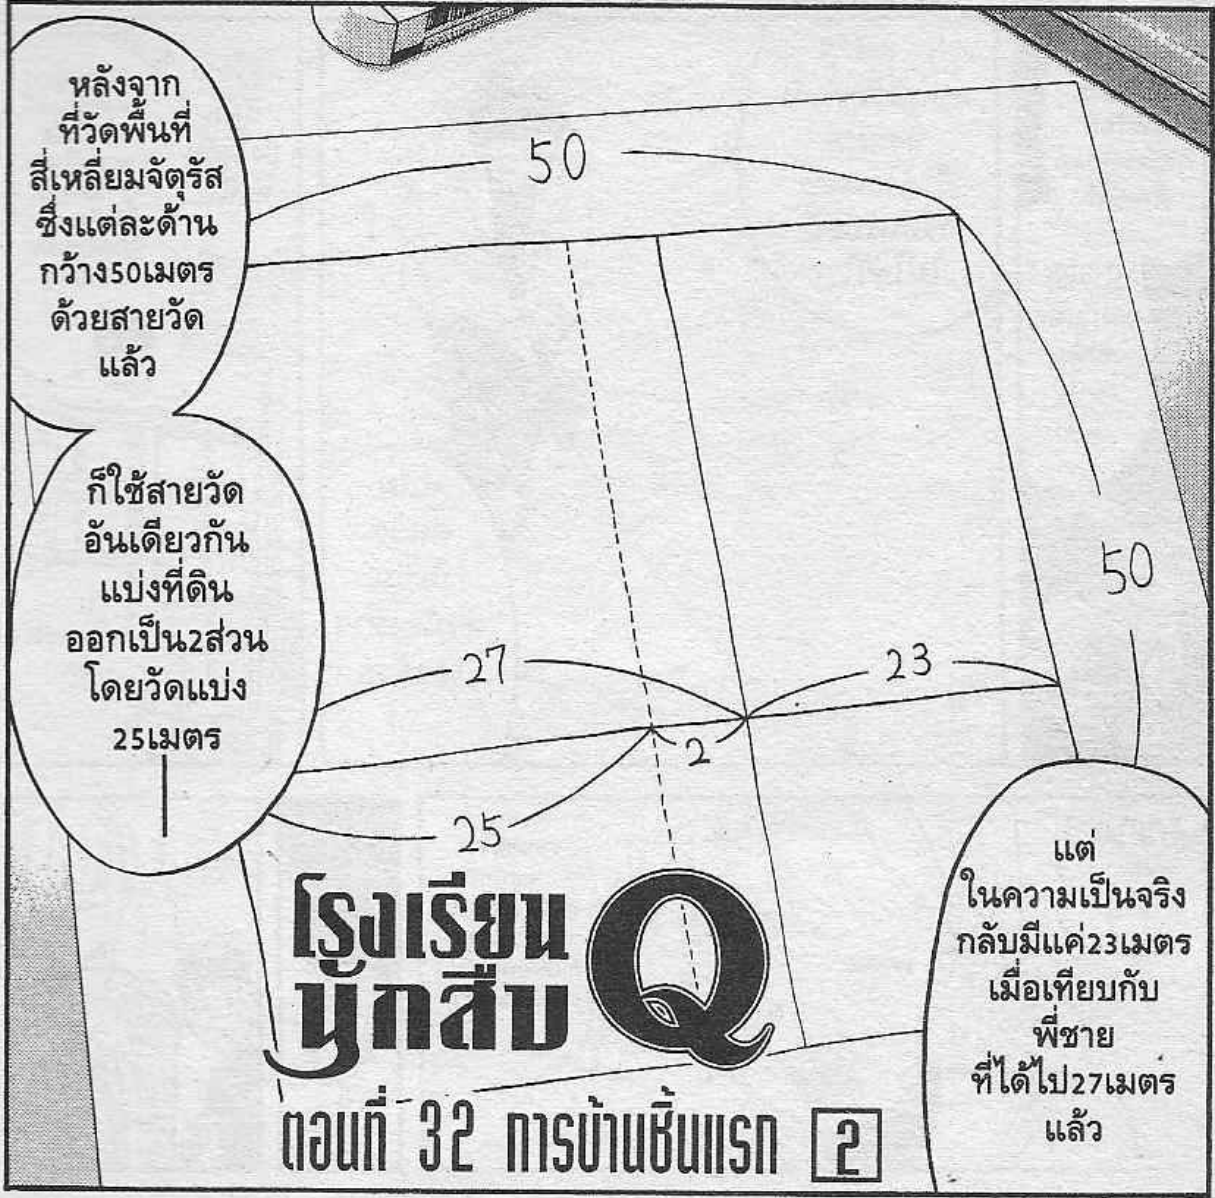 หลังจาก
ที่วัดพื้นที่
สี่เหลี่ยมจัตุรัส
ซึ่งแต่ละด้าน
กว้าง50เมตร
ด้วยสายวัด
แล้ว
ก็ใช้สายวัด
อันเดียวกัน
แบ่งที่ดิน
ออกเป็น2ส่วน
โดยวัดแบ่ง
25เมตร
50
50
27
23
2
25
แต่
ในความเป็นจริง
กลับมีแค่23เมตร
เมื่อเทียบกับ
พี่ชาย
ที่ได้ไป27เมตร
แล้ว
โรงเรียน
นักสืบ Q
ตอนที่ 32 การบ้านชิ้นแรก 2